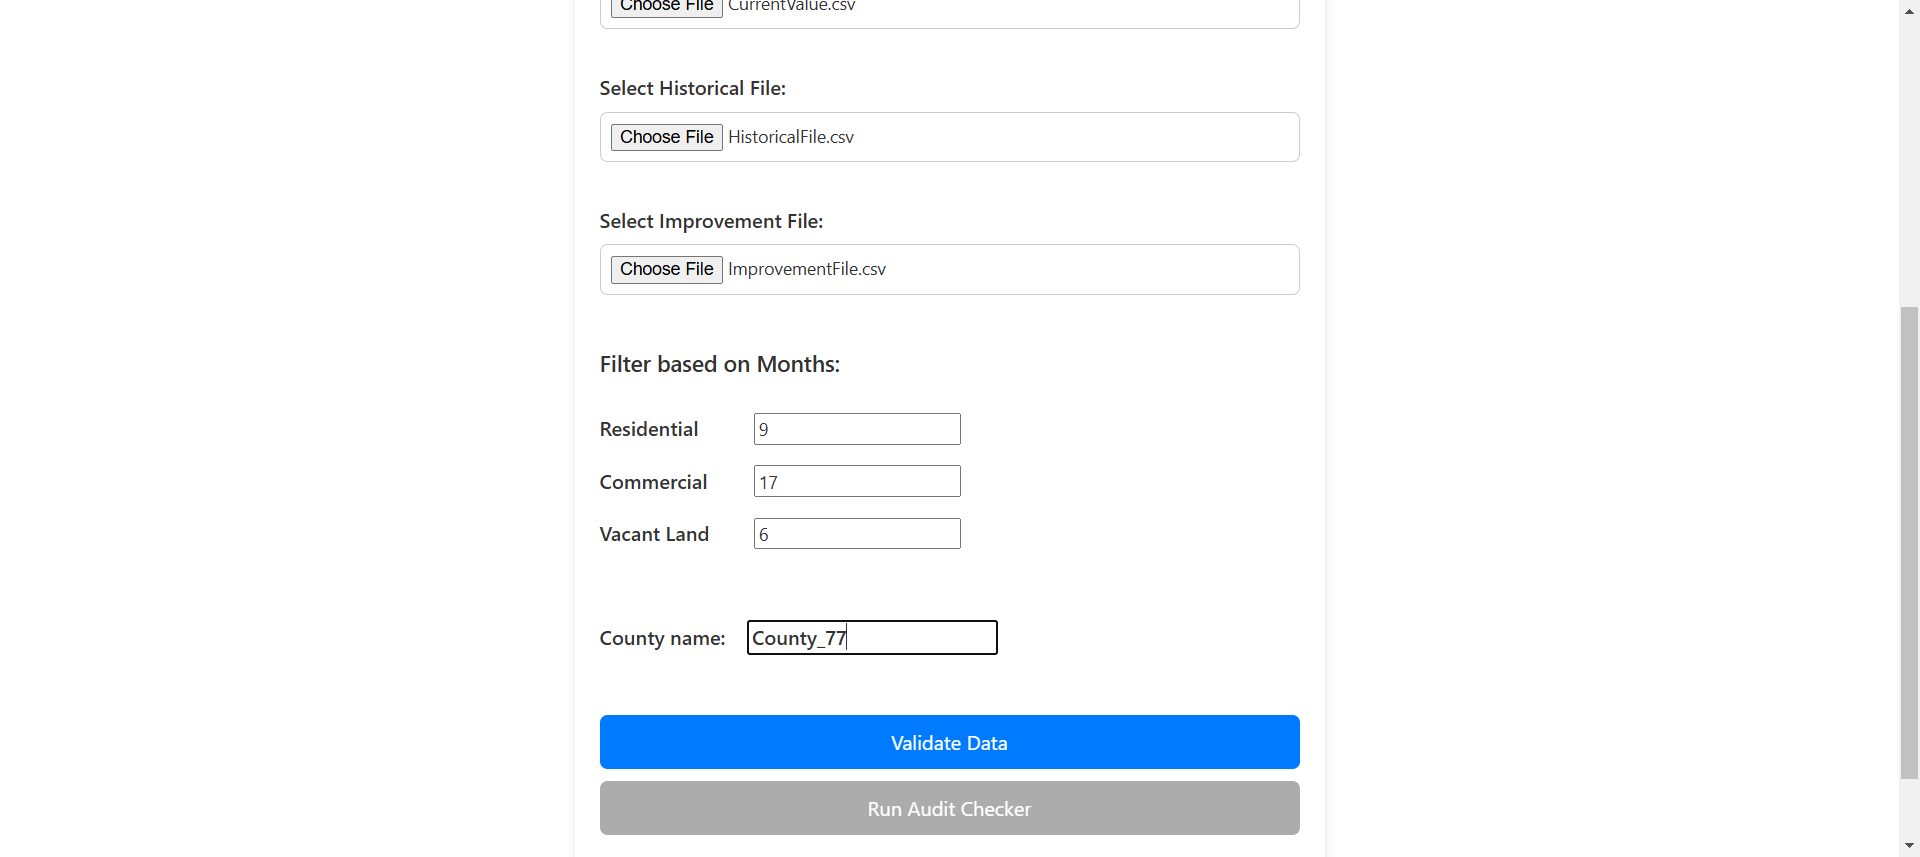 Choose File CurrentValue.csv
Select Historical File:
Choose File HistoricalFile.csv
Select Improvement File:
Choose File ImprovementFile.csv
Filter based on Months:
Residential 9
Commercial 17
Vacant Land 6
County name: County_77
Validate Data
Run Audit Checker